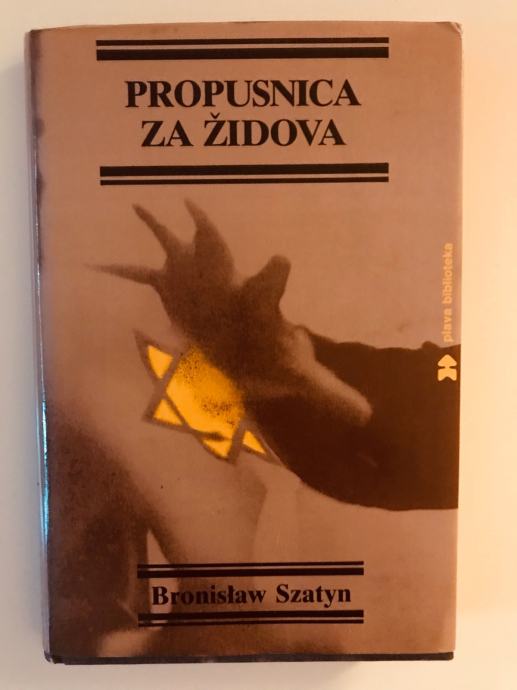 PROPUSNICA
ZA ŽIDOVA
plava biblioteka
Bronisław Szatyn